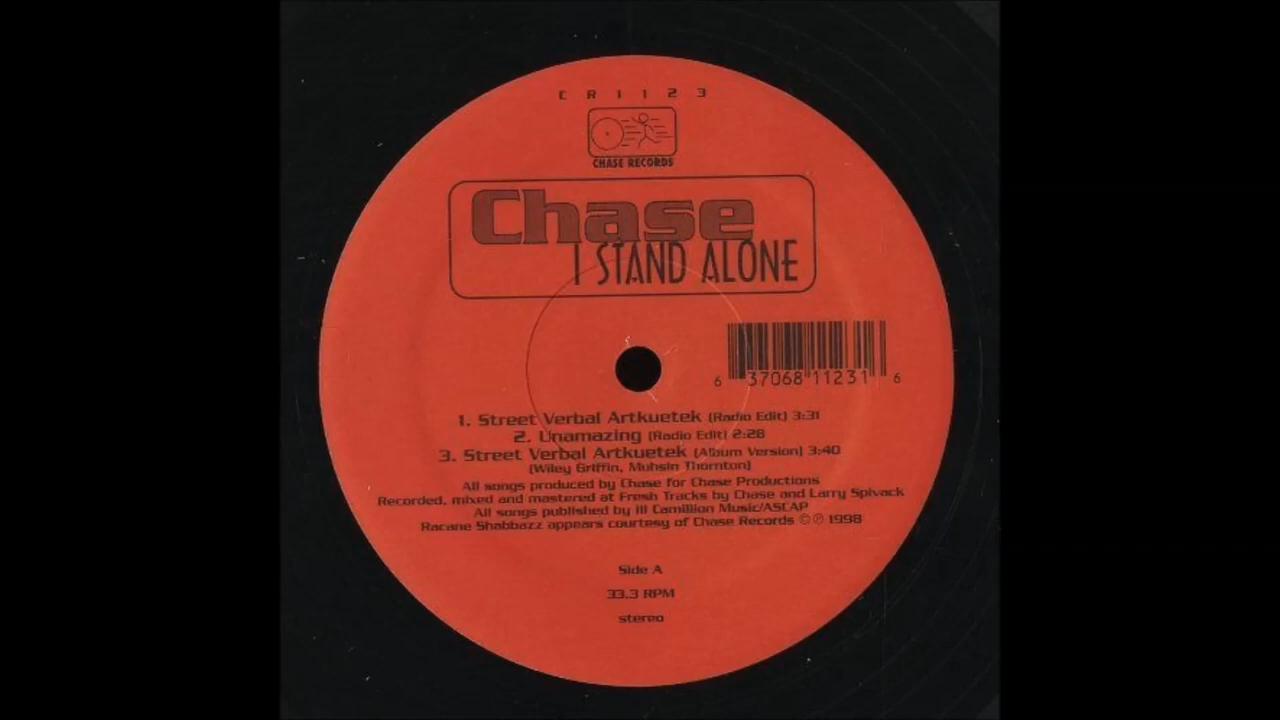 CR1123
CHASE RECORDS
Chase
I STAND ALONE
6 37068 11231 6
1. Street Verbal Artkuetek (Radio Edit) 3:31
2. Unamazing (Radio Edit) 2:28
3. Street Verbal Artkuetek (Album Version) 3:40
(Wiley Griffin, Muhsin Thornton)
All songs produced by Chase for Chase Productions
Recorded, mixed and mastered at Fresh Tracks by Chase and Larry Spivack
All songs published by Ill Camillion Music/ASCAP
Racane Shabbazz appears courtesy of Chase Records ©℗ 1998
Side A
33.3 RPM
stereo